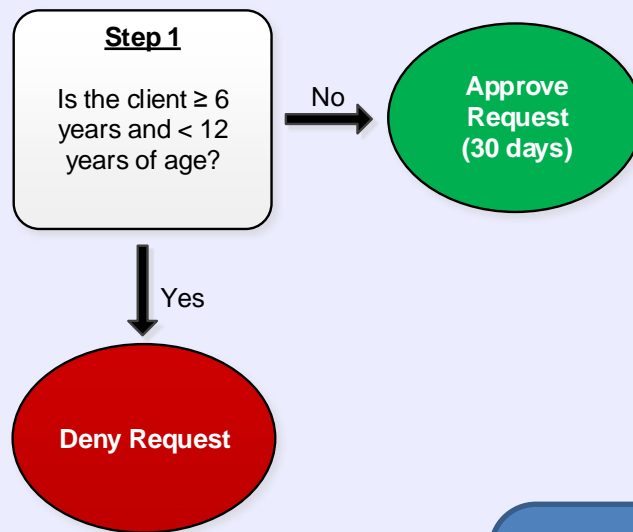 Step 1
Is the client ≥ 6
years and < 12
years of age?
No
Approve
Request
(30 days)
Yes
Deny Request